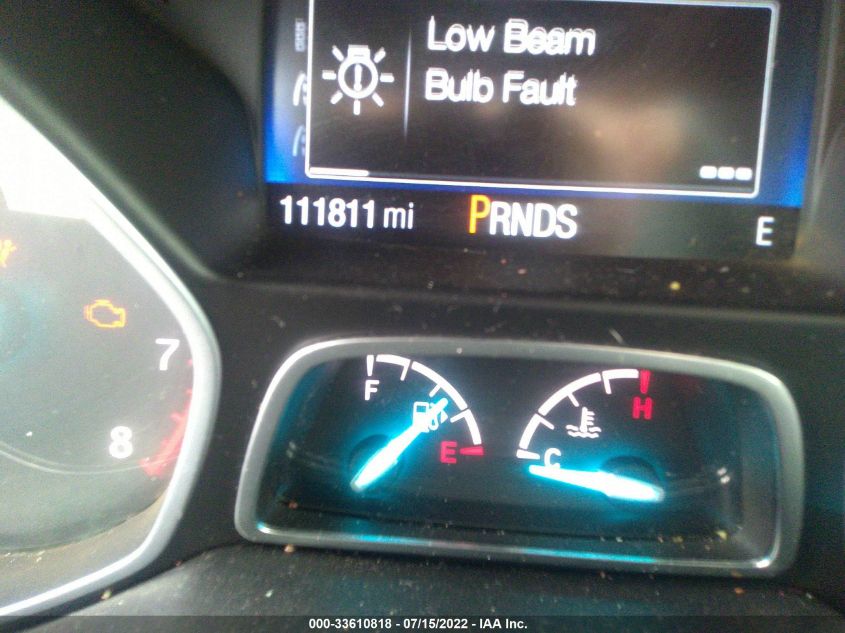 Low Beam
Bulb Fault
111811 mi PRNDS E
7
8
F
E
C
H
000-33610818 - 07/15/2022 - IAA Inc.